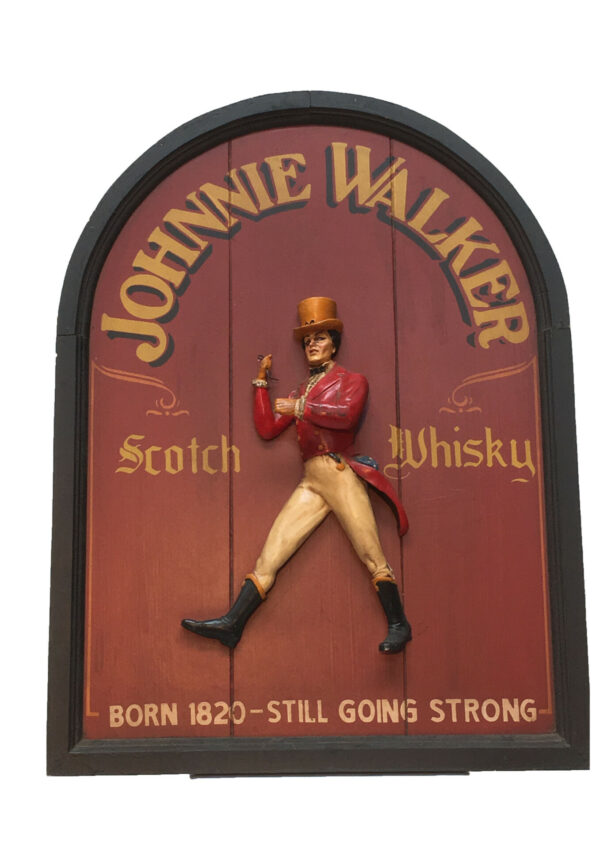 JOHNNIE WALKER
Scotch Whisky
BORN 1820-STILL GOING STRONG